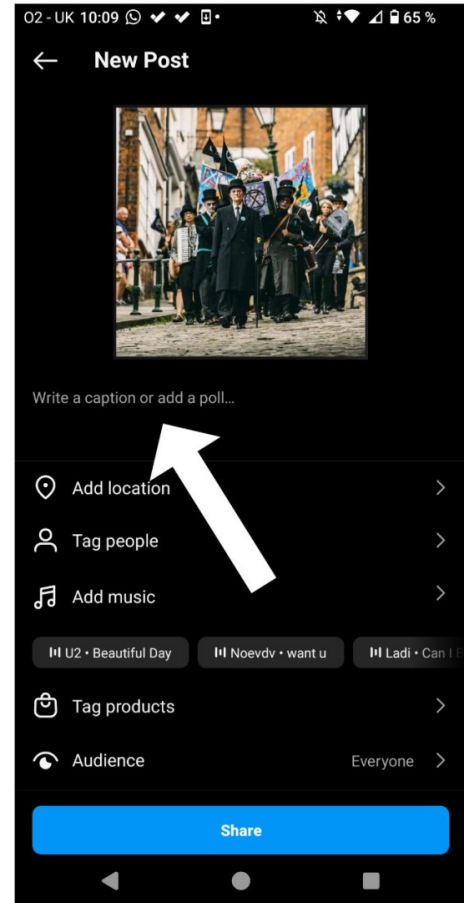 O2 - UK 10:09 65 %
New Post
Write a caption or add a poll...
Add location
Tag people
Add music
U2 • Beautiful Day Noevdv • want u Ladi • Can I
Tag products
Audience Everyone
Share